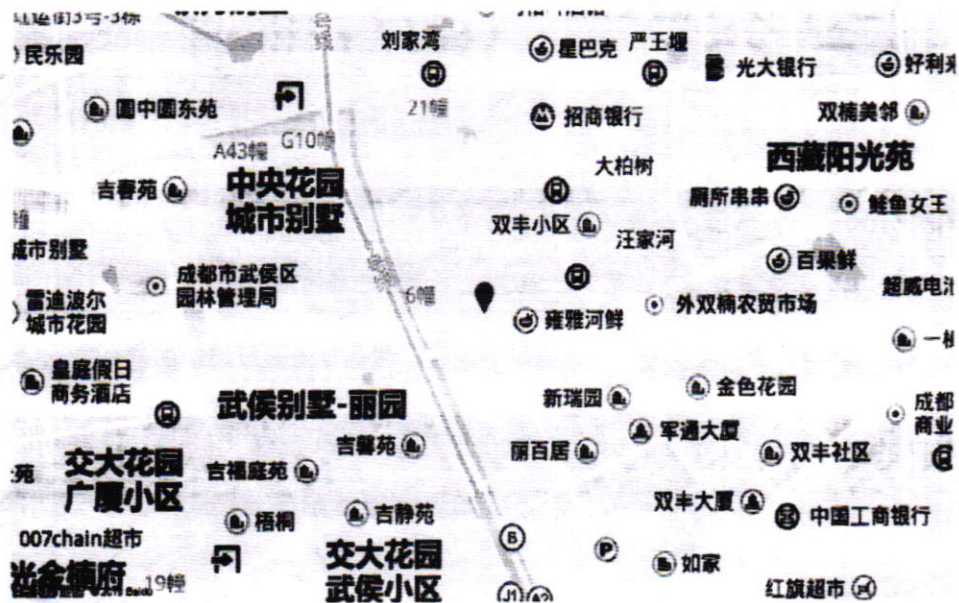 民乐园
刘家湾
星巴克
严王堰
光大银行
圆中圆东苑
21幢
招商银行
双楠美邻
A43幢
G10幢
大柏树
西藏阳光苑
吉春苑
中央花园
城市别墅
厕所串串
鲢鱼女王
双丰小区
汪家河
城市别墅
成都市武侯区
园林管理局
百果鲜
雷迪波尔
城市花园
6幢
雍雅河鲜
外双楠农贸市场
皇庭假日
商务酒店
新瑞园
金色花园
武侯别墅-丽园
吉馨苑
丽百居
军通大厦
成都
商业
交大花园
广厦小区
吉福庭苑
双丰社区
梧桐
吉静苑
双丰大厦
中国工商银行
007chain超市
交大花园
武侯小区
B
P
如家
19幢
J1
A2
红旗超市